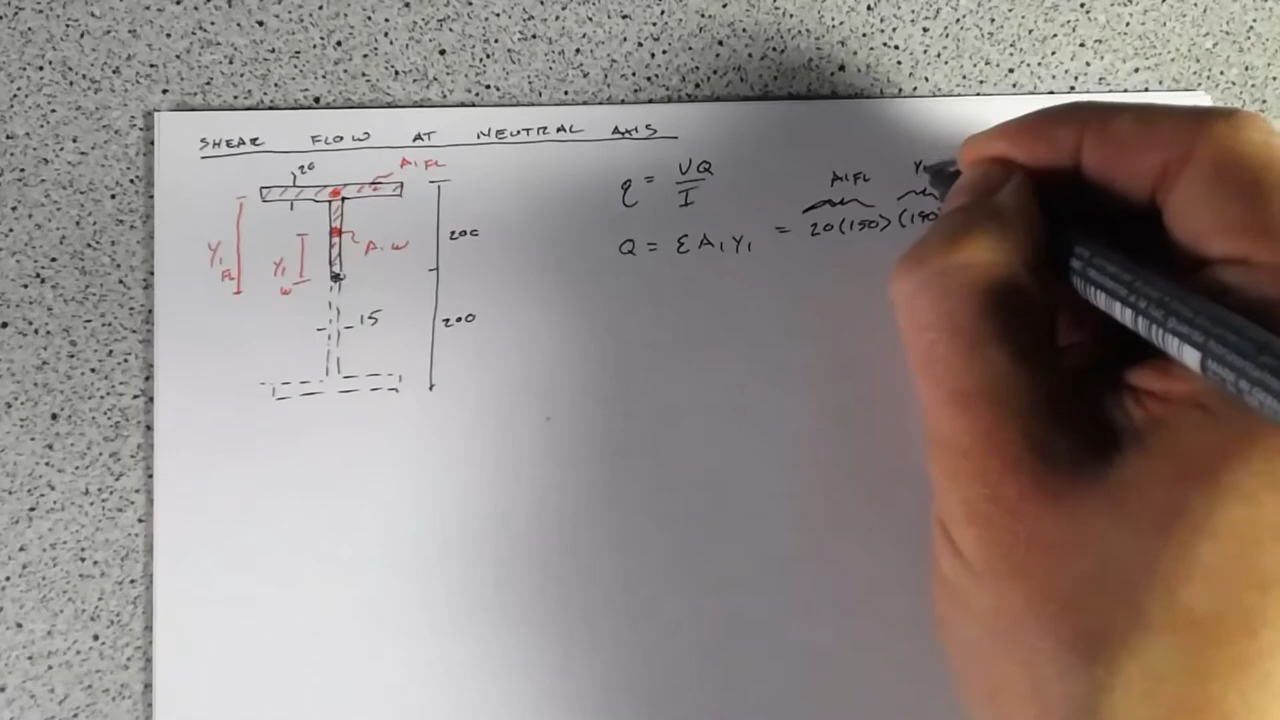 SHEAR FLOW AT NEUTRAL AXIS
20
A1FL
Y1
FL
Y1
W
A1W
200
15
200
q = VQ
I
Q = ΣA1Y1 = 20(150)(190)
A1FL